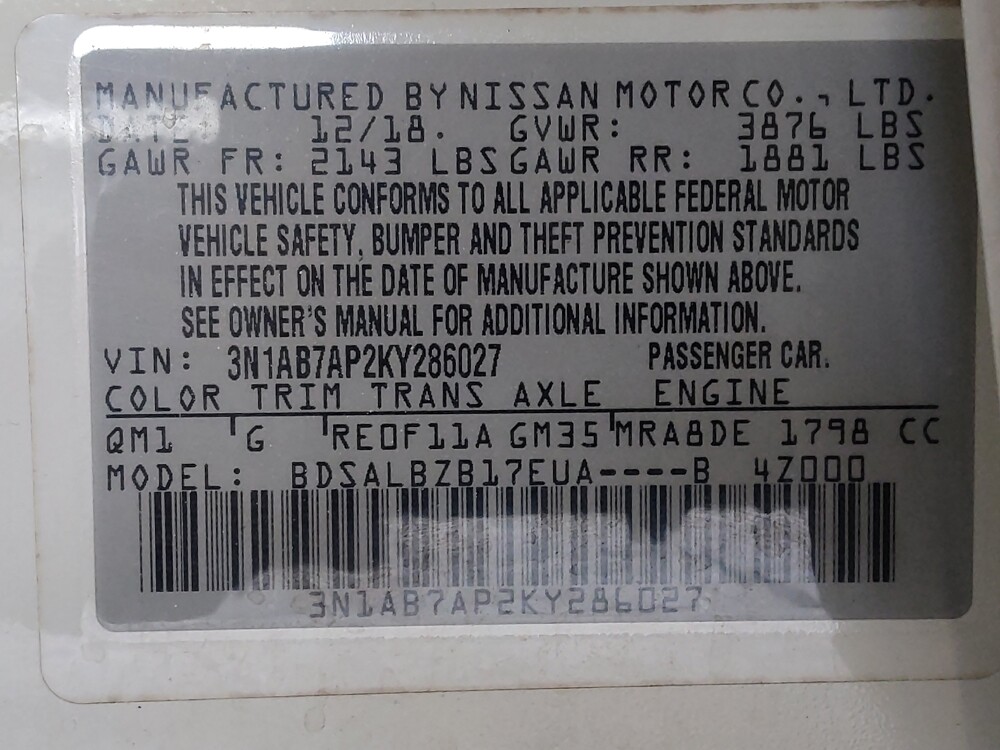 MANUFACTURED BY NISSAN MOTOR CO., LTD.
DATE: 12/18. GVWR: 3876 LBS
GAWR FR: 2143 LBS GAWR RR: 1881 LBS
THIS VEHICLE CONFORMS TO ALL APPLICABLE FEDERAL MOTOR
VEHICLE SAFETY, BUMPER AND THEFT PREVENTION STANDARDS
IN EFFECT ON THE DATE OF MANUFACTURE SHOWN ABOVE.
SEE OWNER'S MANUAL FOR ADDITIONAL INFORMATION.
VIN: 3N1AB7AP2KY286027 PASSENGER CAR.
COLOR TRIM TRANS AXLE ENGINE
QM1 G RE0F11A GM35 MRA8DE 1798 CC
MODEL: BDSALBZB17EUA----B 4Z000
3N1AB7AP2KY286027